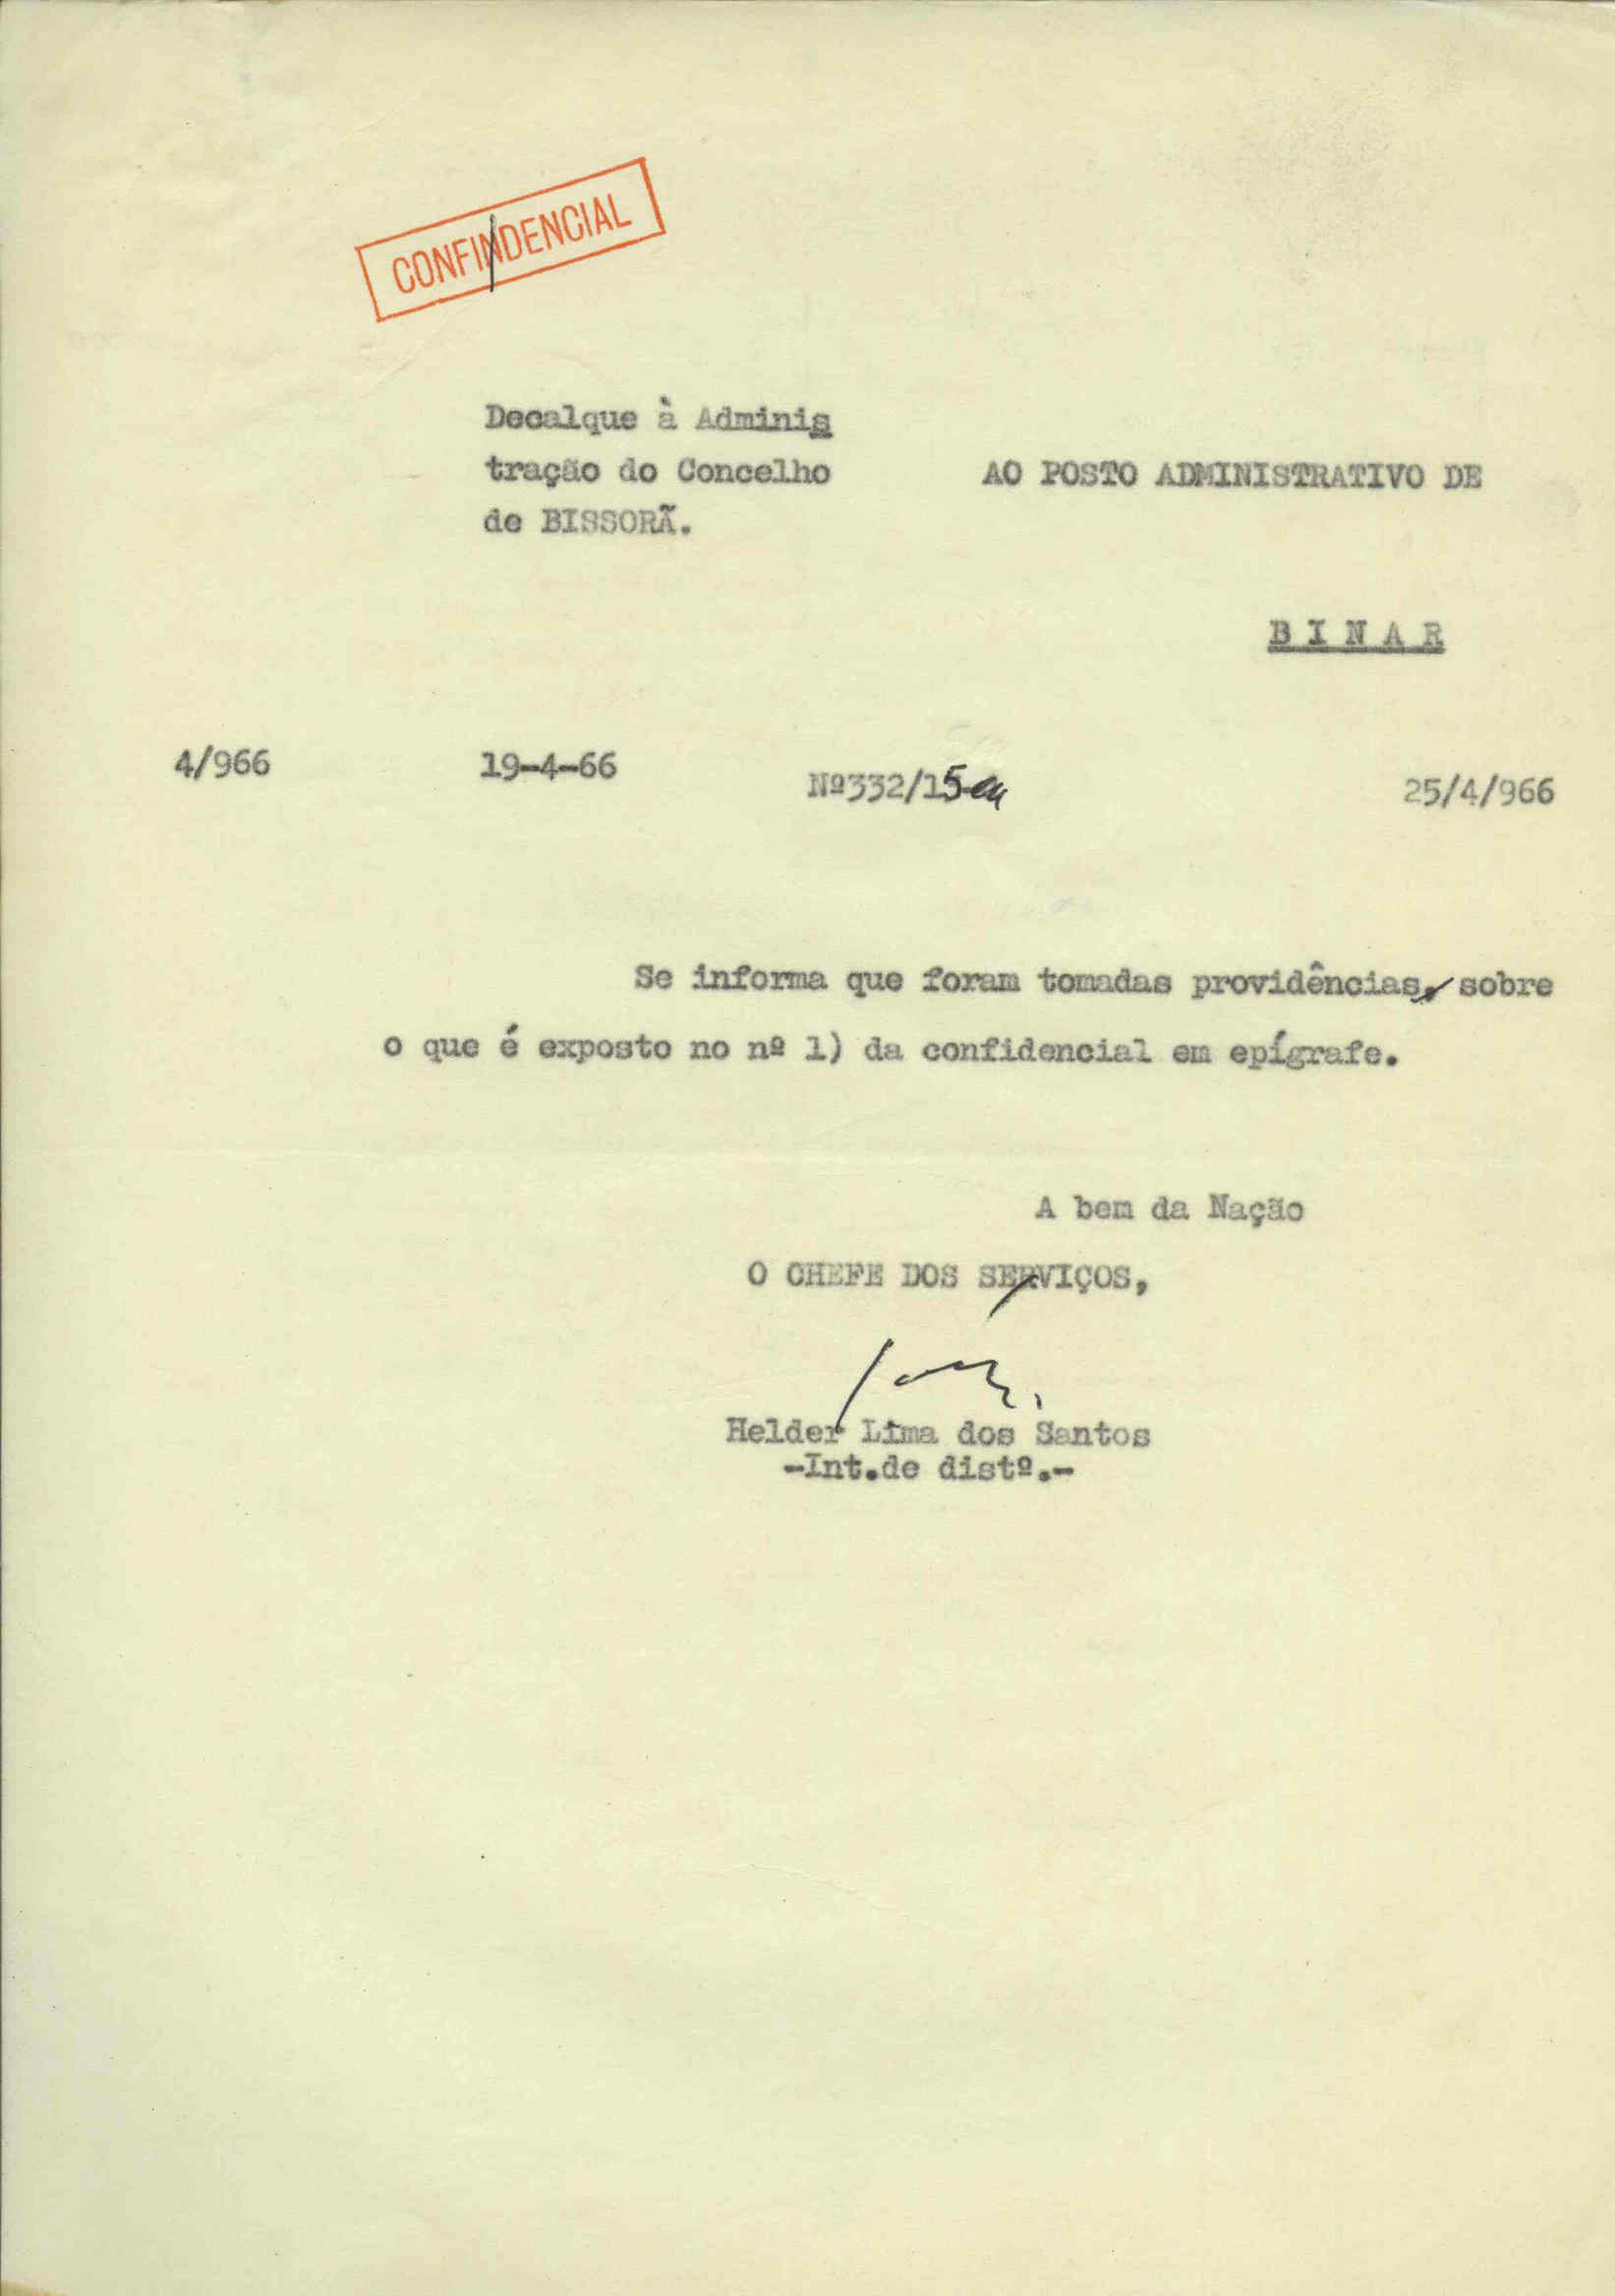 CONFINDENCIAL
Decalque à Adminis
tração do Concelho
de BISSORÃ.
AO POSTO ADMINISTRATIVO DE
B I N A R
4/966 19-4-66 Nº332/15 25/4/966
Se informa que foram tomadas providências, sobre
o que é exposto no nº 1) da confidencial em epígrafe.
A bem da Nação
O CHEFE DOS SERVIÇOS,
Helder Lima dos Santos
-Int.de distº.-